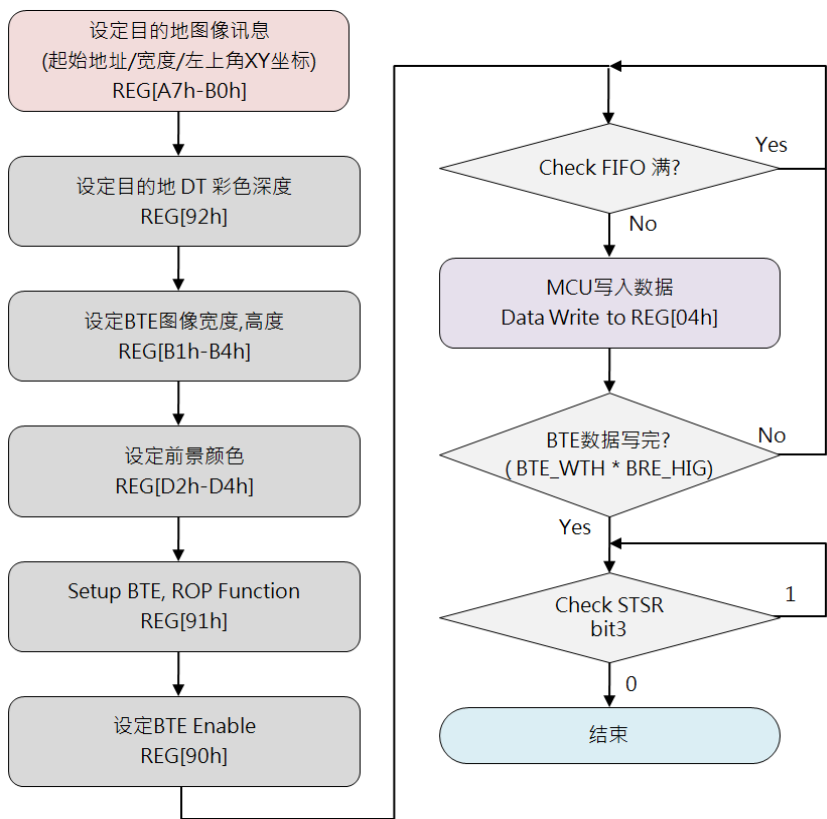 设定目的地图像讯息
(起始地址/宽度/左上角XY坐标)
REG[A7h-B0h]
设定目的地 DT 彩色深度
REG[92h]
设定BTE图像宽度,高度
REG[B1h-B4h]
设定前景颜色
REG[D2h-D4h]
Setup BTE, ROP Function
REG[91h]
设定BTE Enable
REG[90h]
Check FIFO 满?
Yes
No
MCU写入数据
Data Write to REG[04h]
BTE数据写完?
( BTE_WTH * BRE_HIG)
No
Yes
Check STSR
bit3
1
0
结束